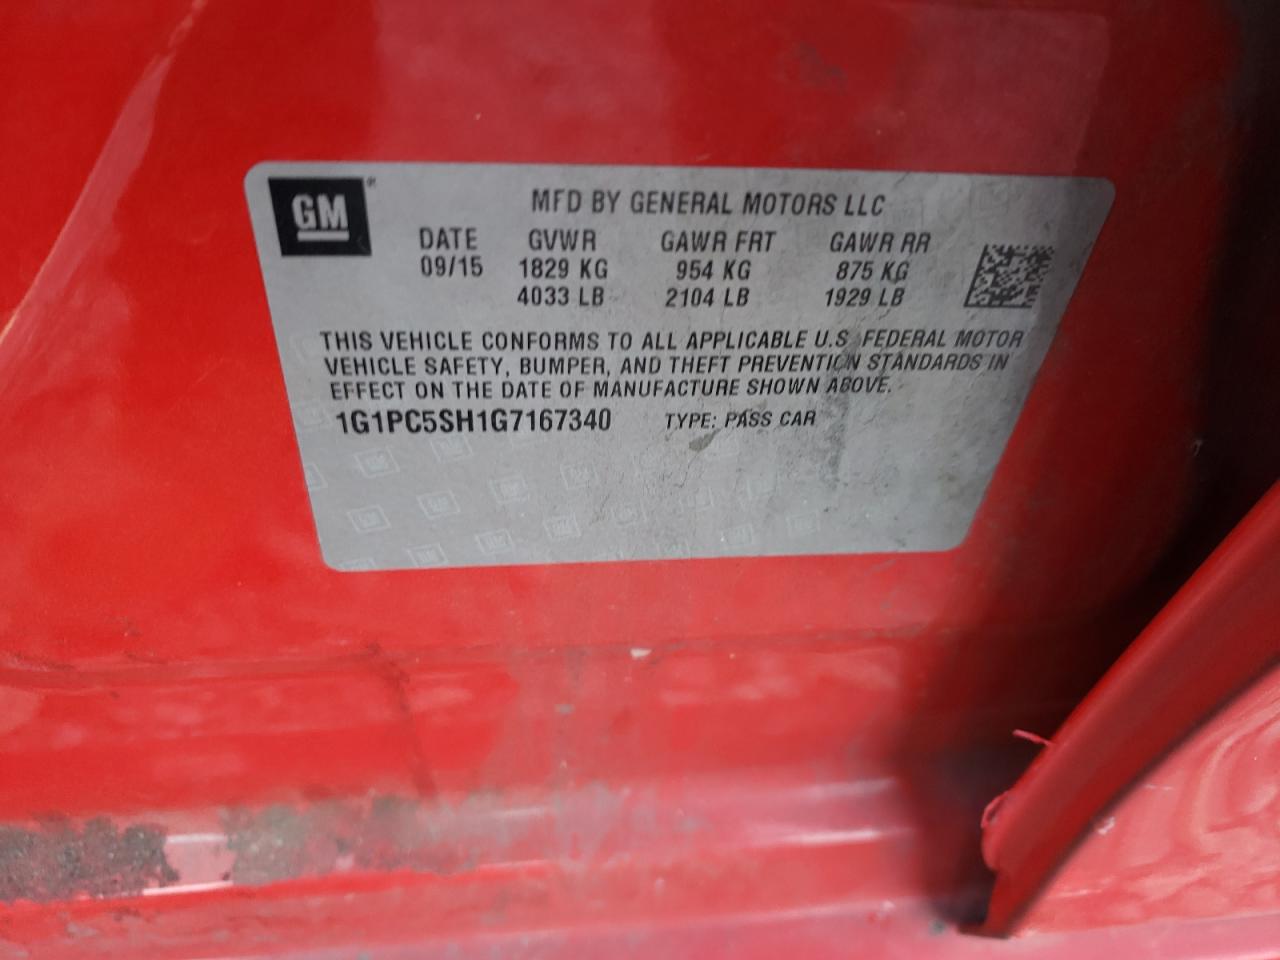 GM
MFD BY GENERAL MOTORS LLC
DATE GVWR GAWR FRT GAWR RR
09/15 1829 KG 954 KG 875 KG
4033 LB 2104 LB 1929 LB
THIS VEHICLE CONFORMS TO ALL APPLICABLE U.S. FEDERAL MOTOR
VEHICLE SAFETY, BUMPER, AND THEFT PREVENTION STANDARDS IN
EFFECT ON THE DATE OF MANUFACTURE SHOWN ABOVE.
1G1PC5SH1G7167340 TYPE: PASS CAR